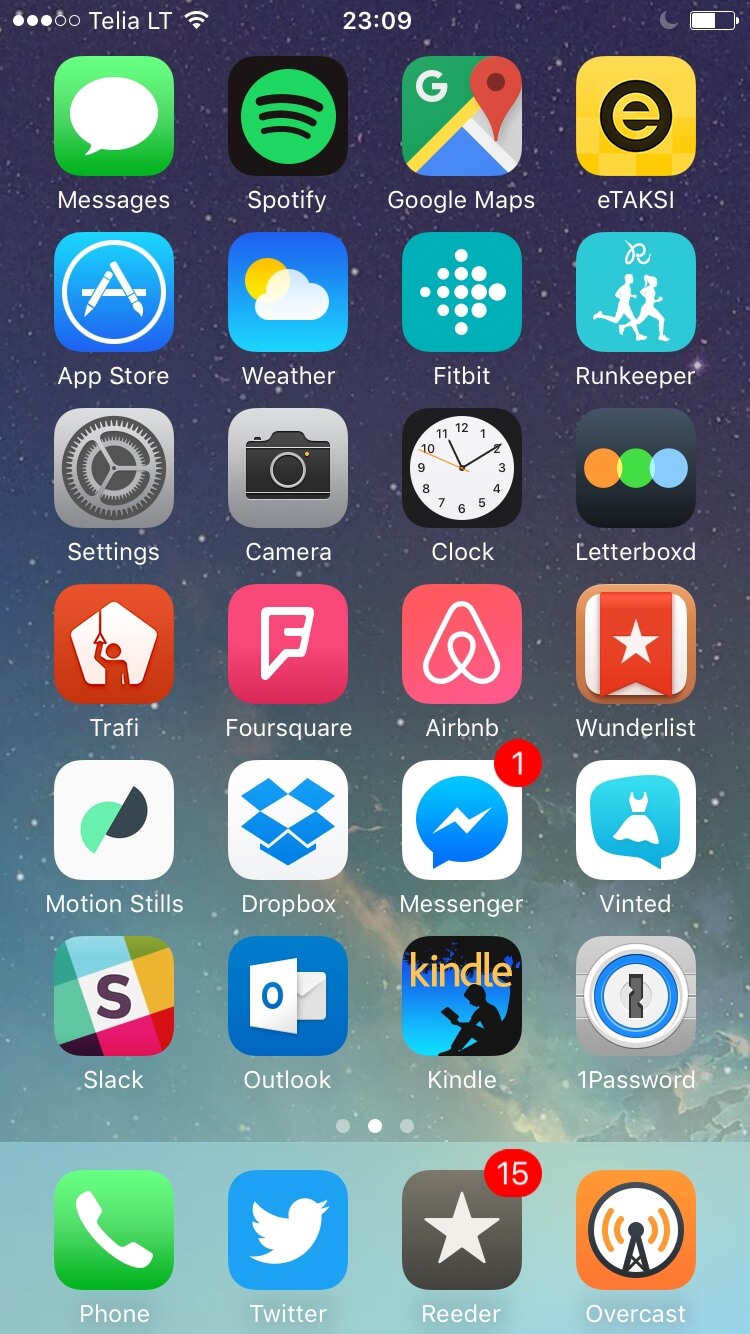 Telia LT 23:09
G e
Messages Spotify Google Maps eTAKSI
R
App Store Weather Fitbit Runkeeper
12
11 1
10 2
9 3
8 4
7 5
6
Settings Camera Clock Letterboxd
Trafi Foursquare Airbnb Wunderlist
1
Motion Stills Dropbox Messenger Vinted
kindle
S O
Slack Outlook Kindle 1Password
15
Phone Twitter Reeder Overcast